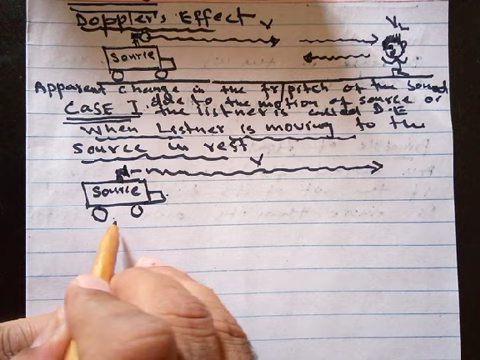 Doppler's Effect
V
VL
Source
Apparent change in the fr/pitch of the sound
due to the motion of source or
CASE I the listner is called D.E
When Listner is moving to the
source in rest
V
Source